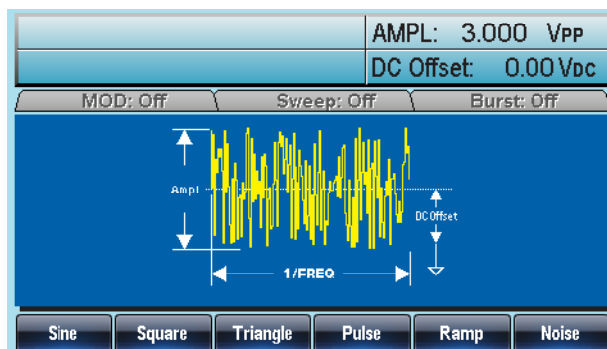 AMPL: 3.000 VPP
DC Offset: 0.00 VDC
MOD: Off Sweep: Off Burst: Off
Ampl
DC Offset
1/FREQ
Sine Square Triangle Pulse Ramp Noise